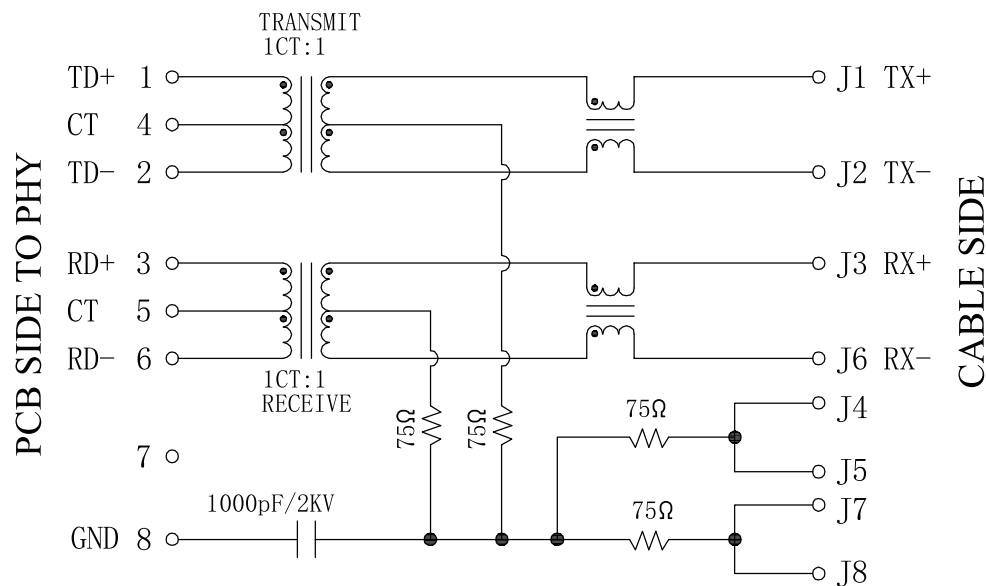 TRANSMIT
1CT:1
TD+ 1
CT 4
TD- 2
J1 TX+
J2 TX-
PCB SIDE TO PHY
CABLE SIDE
RD+ 3
CT 5
RD- 6
J3 RX+
J6 RX-
1CT:1
RECEIVE
75Ω
75Ω
75Ω
J4
J5
7
1000pF/2KV
GND 8
75Ω
J7
J8